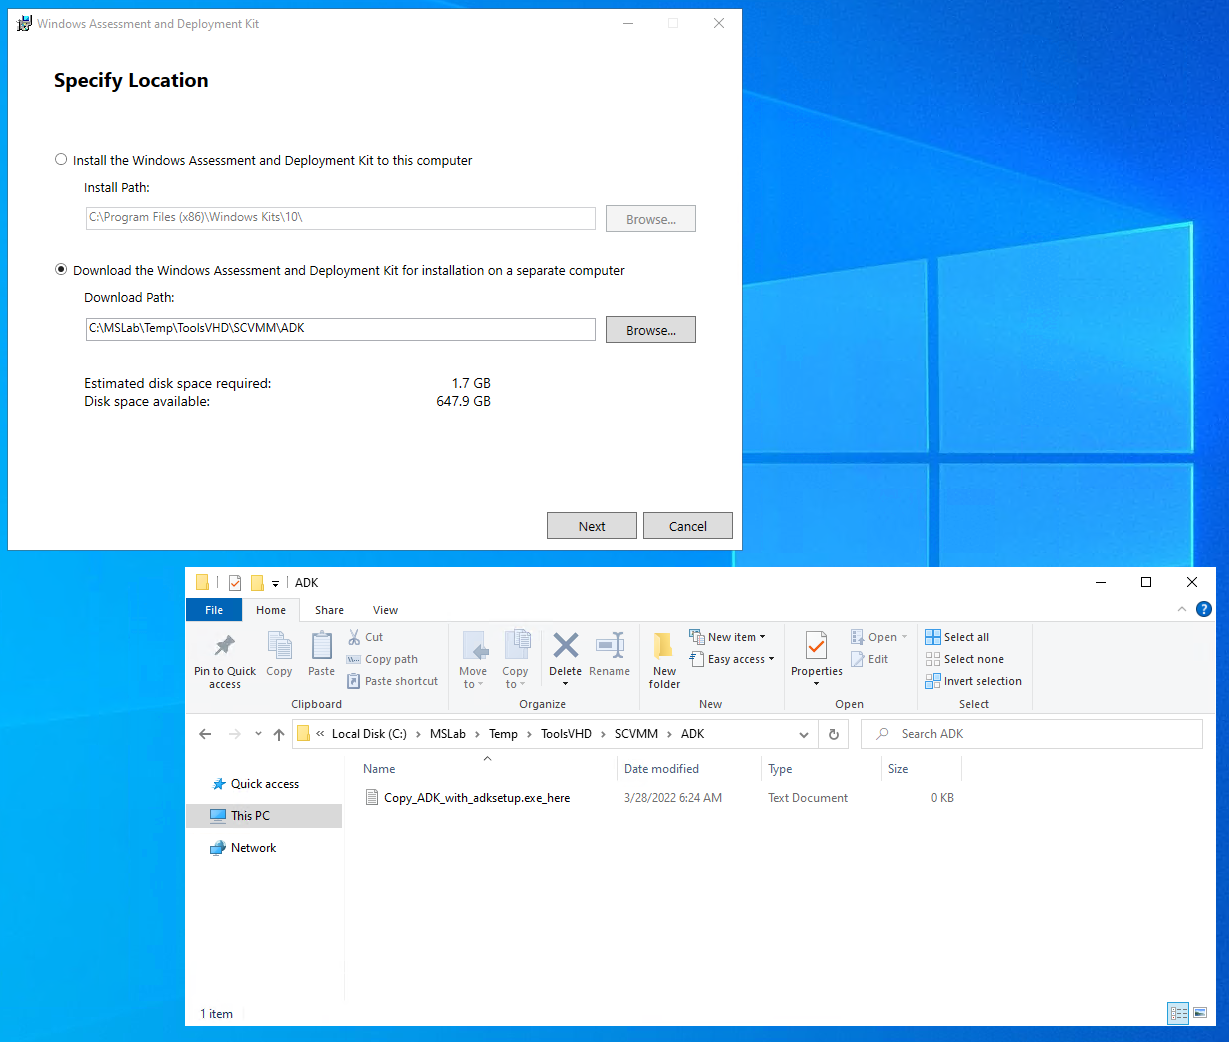 Windows Assessment and Deployment Kit
Specify Location
Install the Windows Assessment and Deployment Kit to this computer
Install Path:
C:\Program Files (x86)\Windows Kits\10\
Browse...
Download the Windows Assessment and Deployment Kit for installation on a separate computer
Download Path:
C:\MSLab\Temp\ToolsVHD\SCVMM\ADK
Browse...
Estimated disk space required: 1.7 GB
Disk space available: 647.9 GB
Next Cancel
ADK
File Home Share View
Pin to Quick access
Copy
Paste
Cut
Copy path
Paste shortcut
Clipboard
Move to
Copy to
Delete
Rename
Organize
New folder
New item
Easy access
New
Properties
Open
Edit
Open
Select all
Select none
Invert selection
Select
« Local Disk (C:) › MSLab › Temp › ToolsVHD › SCVMM › ADK
Search ADK
Quick access
This PC
Network
Name Date modified Type Size
Copy_ADK_with_adksetup.exe_here 3/28/2022 6:24 AM Text Document 0 KB
1 item